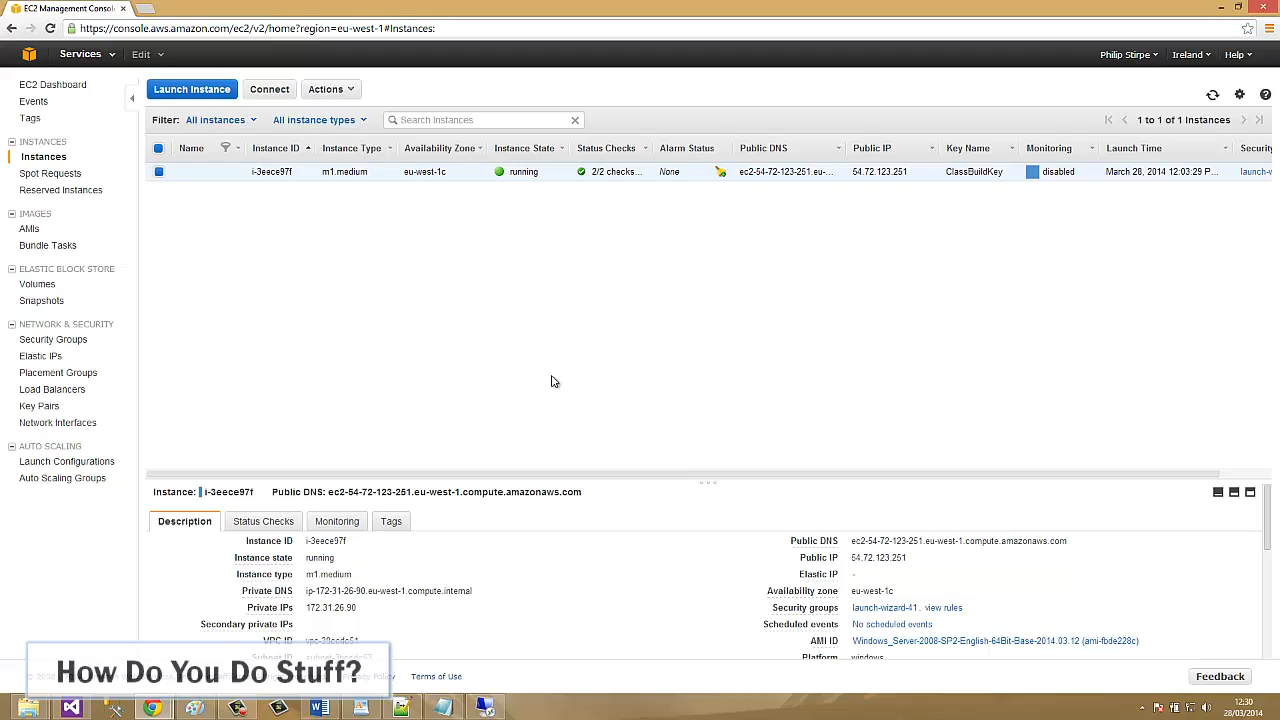 EC2 Management Consol
https://console.aws.amazon.com/ec2/v2/home?region=eu-west-1#Instances:
Services Edit Philip Stirpe Ireland Help
EC2 Dashboard
Events
Tags
INSTANCES
Instances
Spot Requests
Reserved Instances
IMAGES
AMIs
Bundle Tasks
ELASTIC BLOCK STORE
Volumes
Snapshots
NETWORK & SECURITY
Security Groups
Elastic IPs
Placement Groups
Load Balancers
Key Pairs
Network Interfaces
AUTO SCALING
Launch Configurations
Auto Scaling Groups
Launch Instance Connect Actions
Filter: All instances All instance types Search Instances 1 to 1 of 1 Instances
Name Instance ID Instance Type Availability Zone Instance State Status Checks Alarm Status Public DNS Public IP Key Name Monitoring Launch Time Security
i-3eece97f m1.medium eu-west-1c running 2/2 checks... None ec2-54-72-123-251.eu-... 54.72.123.251 ClassBuildKey disabled March 28, 2014 12:03:29 P... launch-w
Instance: i-3eece97f Public DNS: ec2-54-72-123-251.eu-west-1.compute.amazonaws.com
Description Status Checks Monitoring Tags
Instance ID i-3eece97f Public DNS ec2-54-72-123-251.eu-west-1.compute.amazonaws.com
Instance state running Public IP 54.72.123.251
Instance type m1.medium Elastic IP -
Private DNS ip-172-31-26-90.eu-west-1.compute.internal Availability zone eu-west-1c
Private IPs 172.31.26.90 Security groups launch-wizard-41. view rules
Secondary private IPs Scheduled events No scheduled events
VPC ID AMI ID Windows_Server-2008-SP2-English-64Bit-Base-2014.03.12 (ami-fbde228c)
Platform windows
How Do You Do Stuff?
Terms of Use Feedback
12:30
28/03/2014